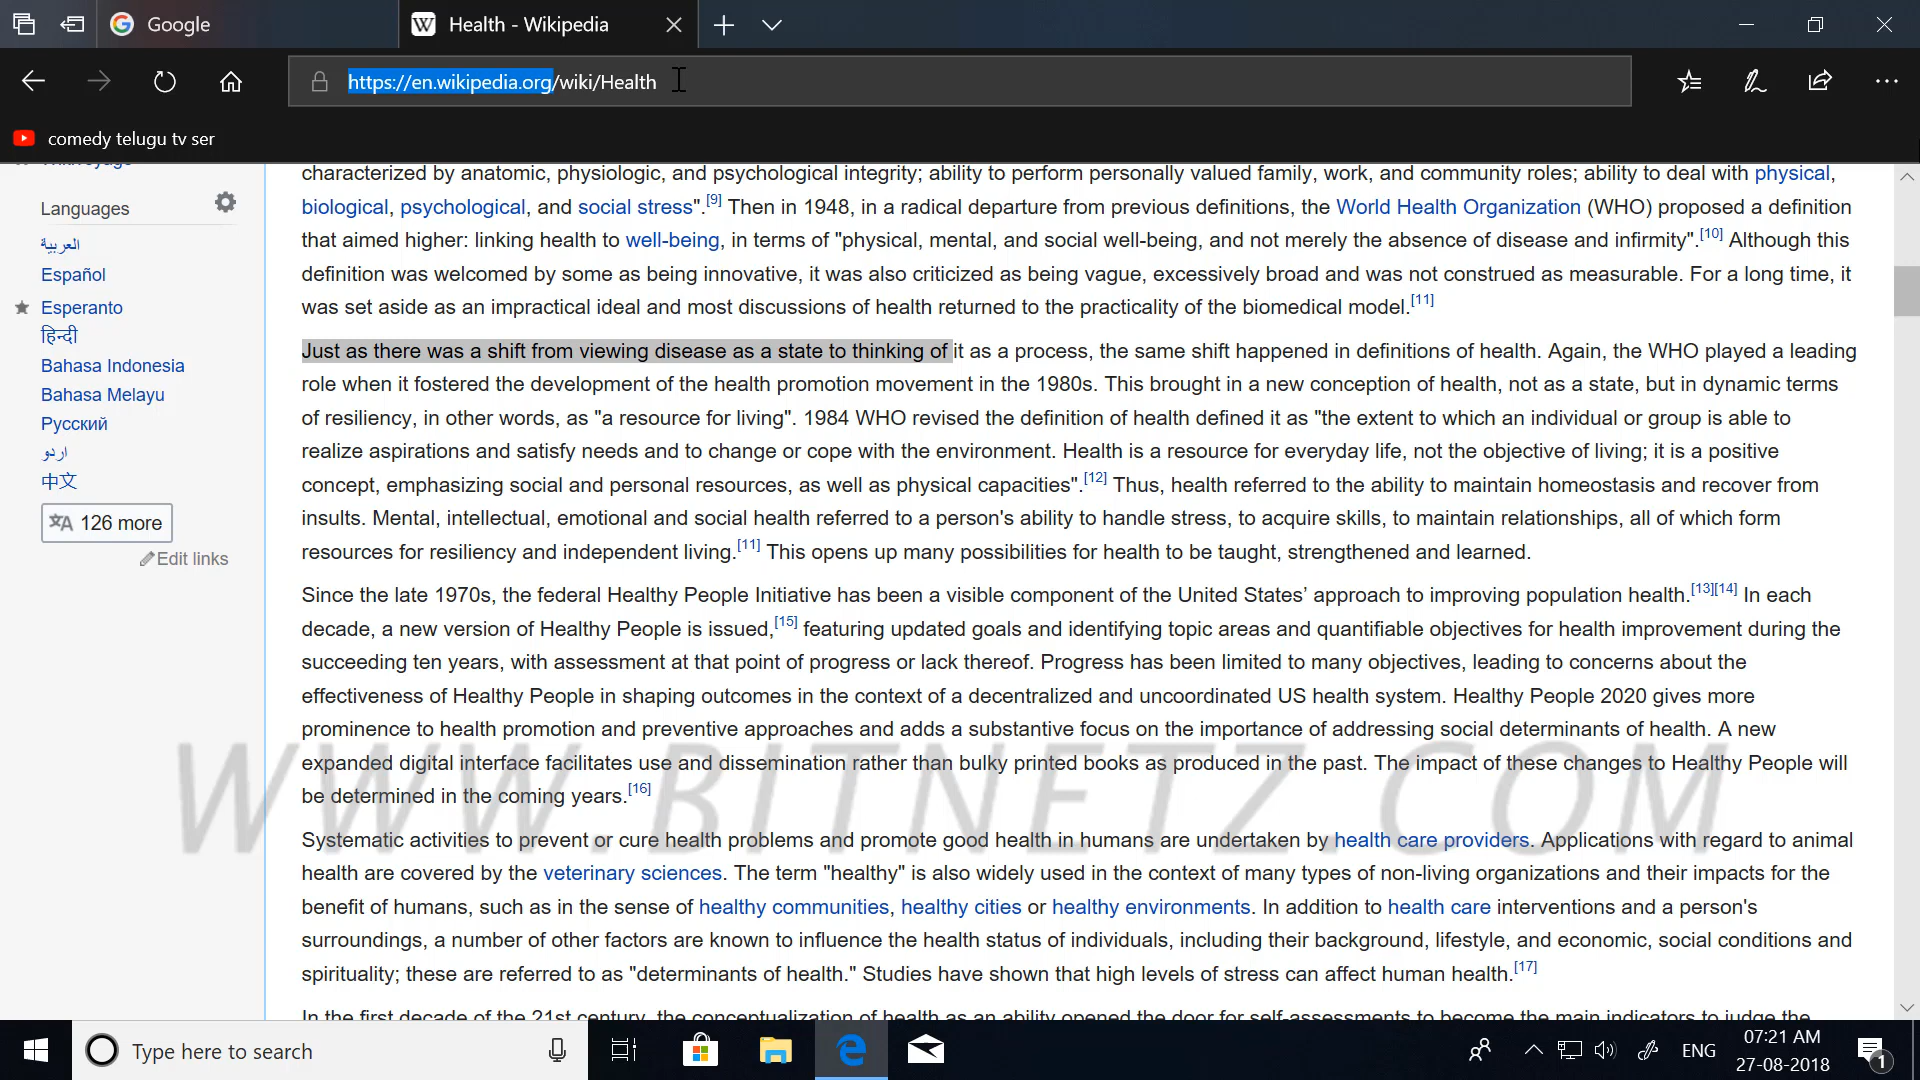 Google
Health - Wikipedia
https://en.wikipedia.org/wiki/Health
comedy telugu tv ser
characterized by anatomic, physiologic, and psychological integrity; ability to perform personally valued family, work, and community roles; ability to deal with physical,
biological, psychological, and social stress".[9] Then in 1948, in a radical departure from previous definitions, the World Health Organization (WHO) proposed a definition
that aimed higher: linking health to well-being, in terms of "physical, mental, and social well-being, and not merely the absence of disease and infirmity".[10] Although this
definition was welcomed by some as being innovative, it was also criticized as being vague, excessively broad and was not construed as measurable. For a long time, it
was set aside as an impractical ideal and most discussions of health returned to the practicality of the biomedical model.[11]
Just as there was a shift from viewing disease as a state to thinking of it as a process, the same shift happened in definitions of health. Again, the WHO played a leading
role when it fostered the development of the health promotion movement in the 1980s. This brought in a new conception of health, not as a state, but in dynamic terms
of resiliency, in other words, as "a resource for living". 1984 WHO revised the definition of health defined it as "the extent to which an individual or group is able to
realize aspirations and satisfy needs and to change or cope with the environment. Health is a resource for everyday life, not the objective of living; it is a positive
concept, emphasizing social and personal resources, as well as physical capacities".[12] Thus, health referred to the ability to maintain homeostasis and recover from
insults. Mental, intellectual, emotional and social health referred to a person's ability to handle stress, to acquire skills, to maintain relationships, all of which form
resources for resiliency and independent living.[11] This opens up many possibilities for health to be taught, strengthened and learned.
Since the late 1970s, the federal Healthy People Initiative has been a visible component of the United States’ approach to improving population health.[13][14] In each
decade, a new version of Healthy People is issued,[15] featuring updated goals and identifying topic areas and quantifiable objectives for health improvement during the
succeeding ten years, with assessment at that point of progress or lack thereof. Progress has been limited to many objectives, leading to concerns about the
effectiveness of Healthy People in shaping outcomes in the context of a decentralized and uncoordinated US health system. Healthy People 2020 gives more
prominence to health promotion and preventive approaches and adds a substantive focus on the importance of addressing social determinants of health. A new
expanded digital interface facilitates use and dissemination rather than bulky printed books as produced in the past. The impact of these changes to Healthy People will
be determined in the coming years.[16]
Systematic activities to prevent or cure health problems and promote good health in humans are undertaken by health care providers. Applications with regard to animal
health are covered by the veterinary sciences. The term "healthy" is also widely used in the context of many types of non-living organizations and their impacts for the
benefit of humans, such as in the sense of healthy communities, healthy cities or healthy environments. In addition to health care interventions and a person's
surroundings, a number of other factors are known to influence the health status of individuals, including their background, lifestyle, and economic, social conditions and
spirituality; these are referred to as "determinants of health." Studies have shown that high levels of stress can affect human health.[17]
In the first decade of the 21st century, the conceptualization of health as an ability opened the door for self-assessments to become the main indicators to judge the
Languages
العربية
Español
Esperanto
हिन्दी
Bahasa Indonesia
Bahasa Melayu
Русский
اردو
中文
126 more
Edit links
WWW.BITNETZ.COM
Type here to search
ENG
07:21 AM
27-08-2018
1